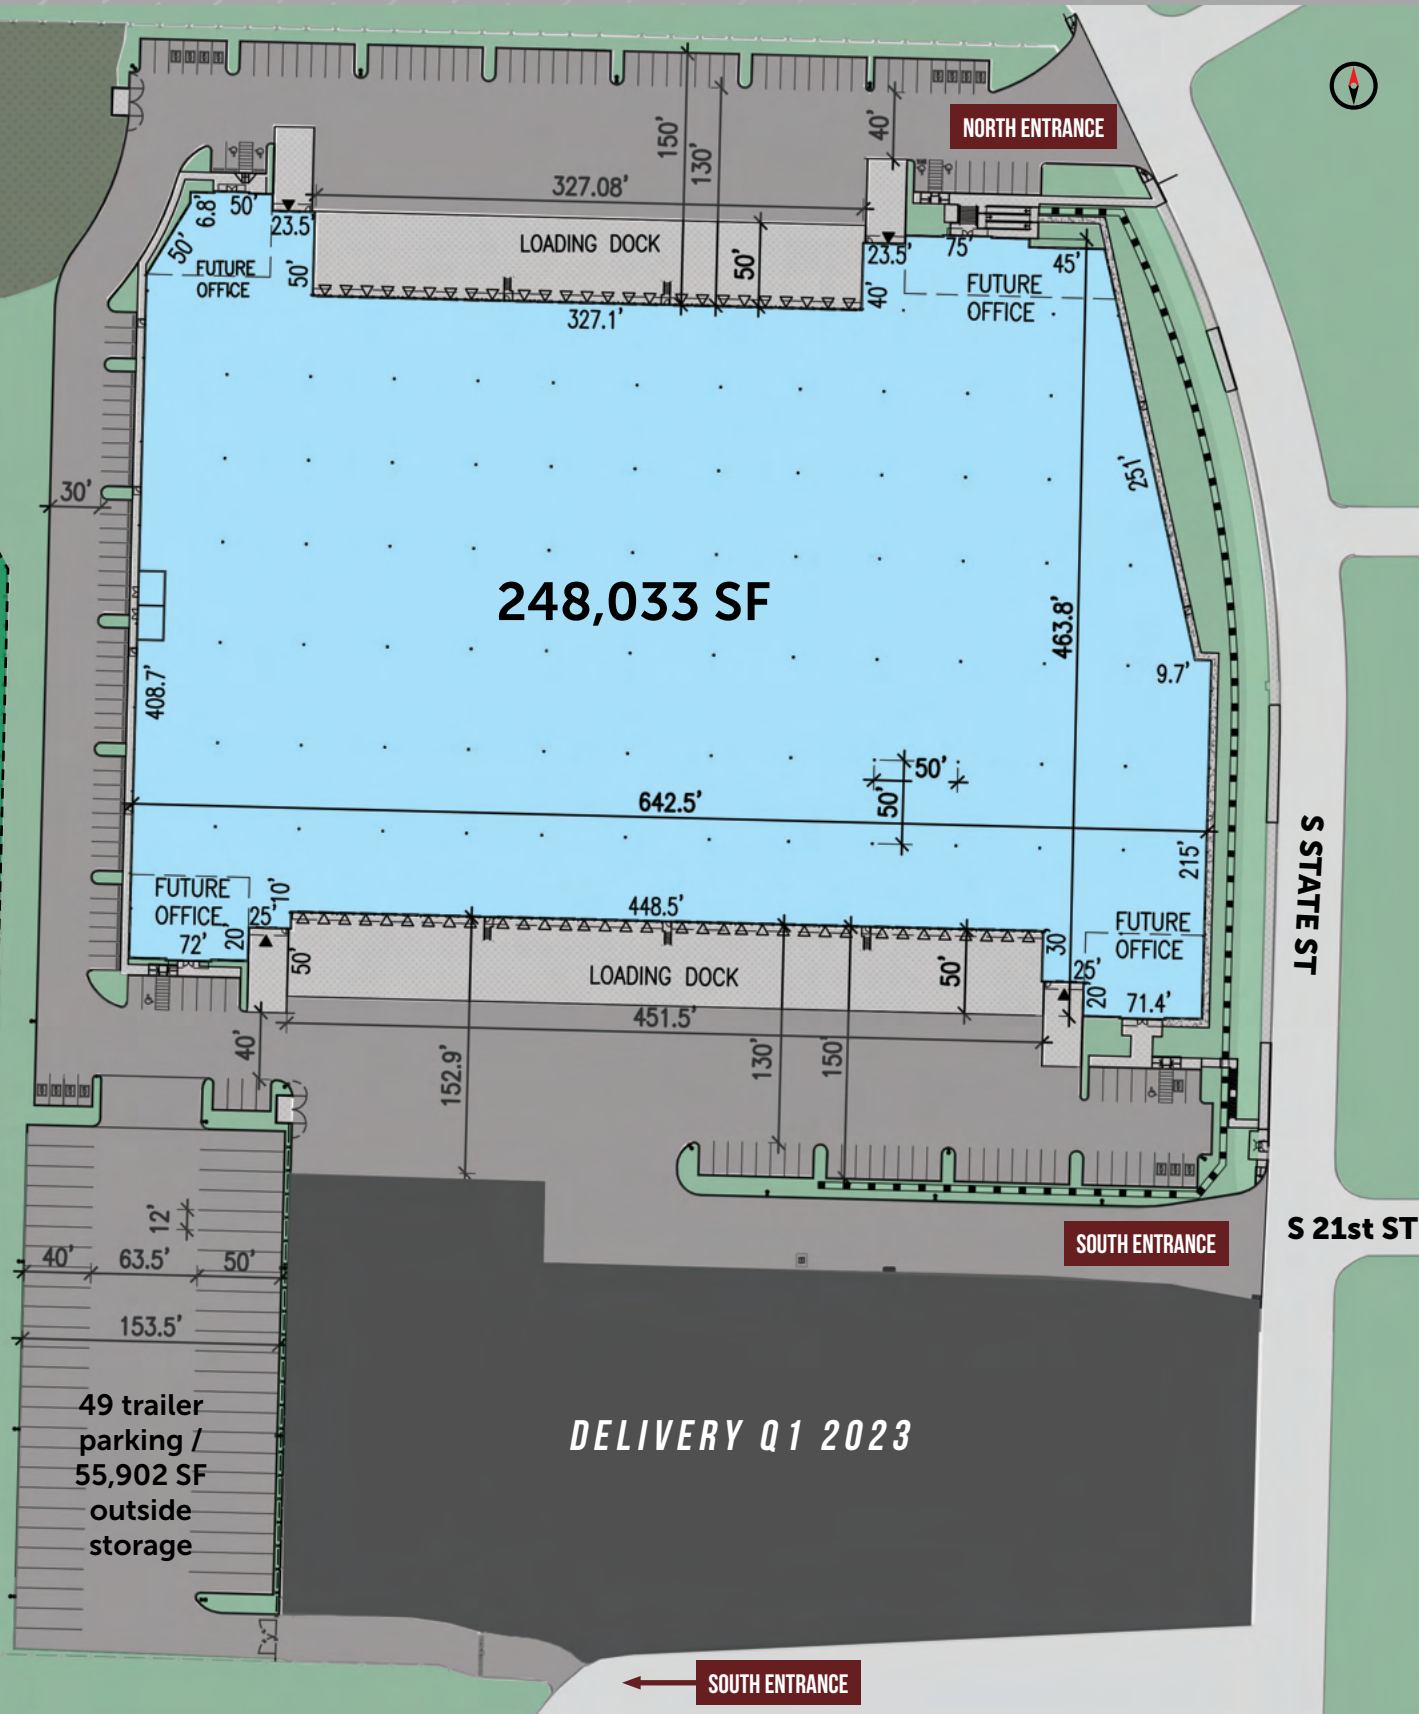 NORTH ENTRANCE
150'
130'
40'
327.08'
6.8'
50'
23.5'
50'
50'
FUTURE
OFFICE
LOADING DOCK
50'
327.1'
23.5'
75'
45'
40'
FUTURE
OFFICE
251'
30'
248,033 SF
463.8'
9.7'
408.7'
50'
50'
642.5'
215'
S STATE ST
FUTURE
OFFICE
72'
20'
25'
10'
448.5'
50'
LOADING DOCK
50'
30'
25'
20'
FUTURE
OFFICE
71.4'
451.5'
40'
152.9'
130'
150'
12'
40'
63.5'
50'
153.5'
SOUTH ENTRANCE
S 21st ST
49 trailer
parking /
55,902 SF
outside
storage
DELIVERY Q1 2023
SOUTH ENTRANCE